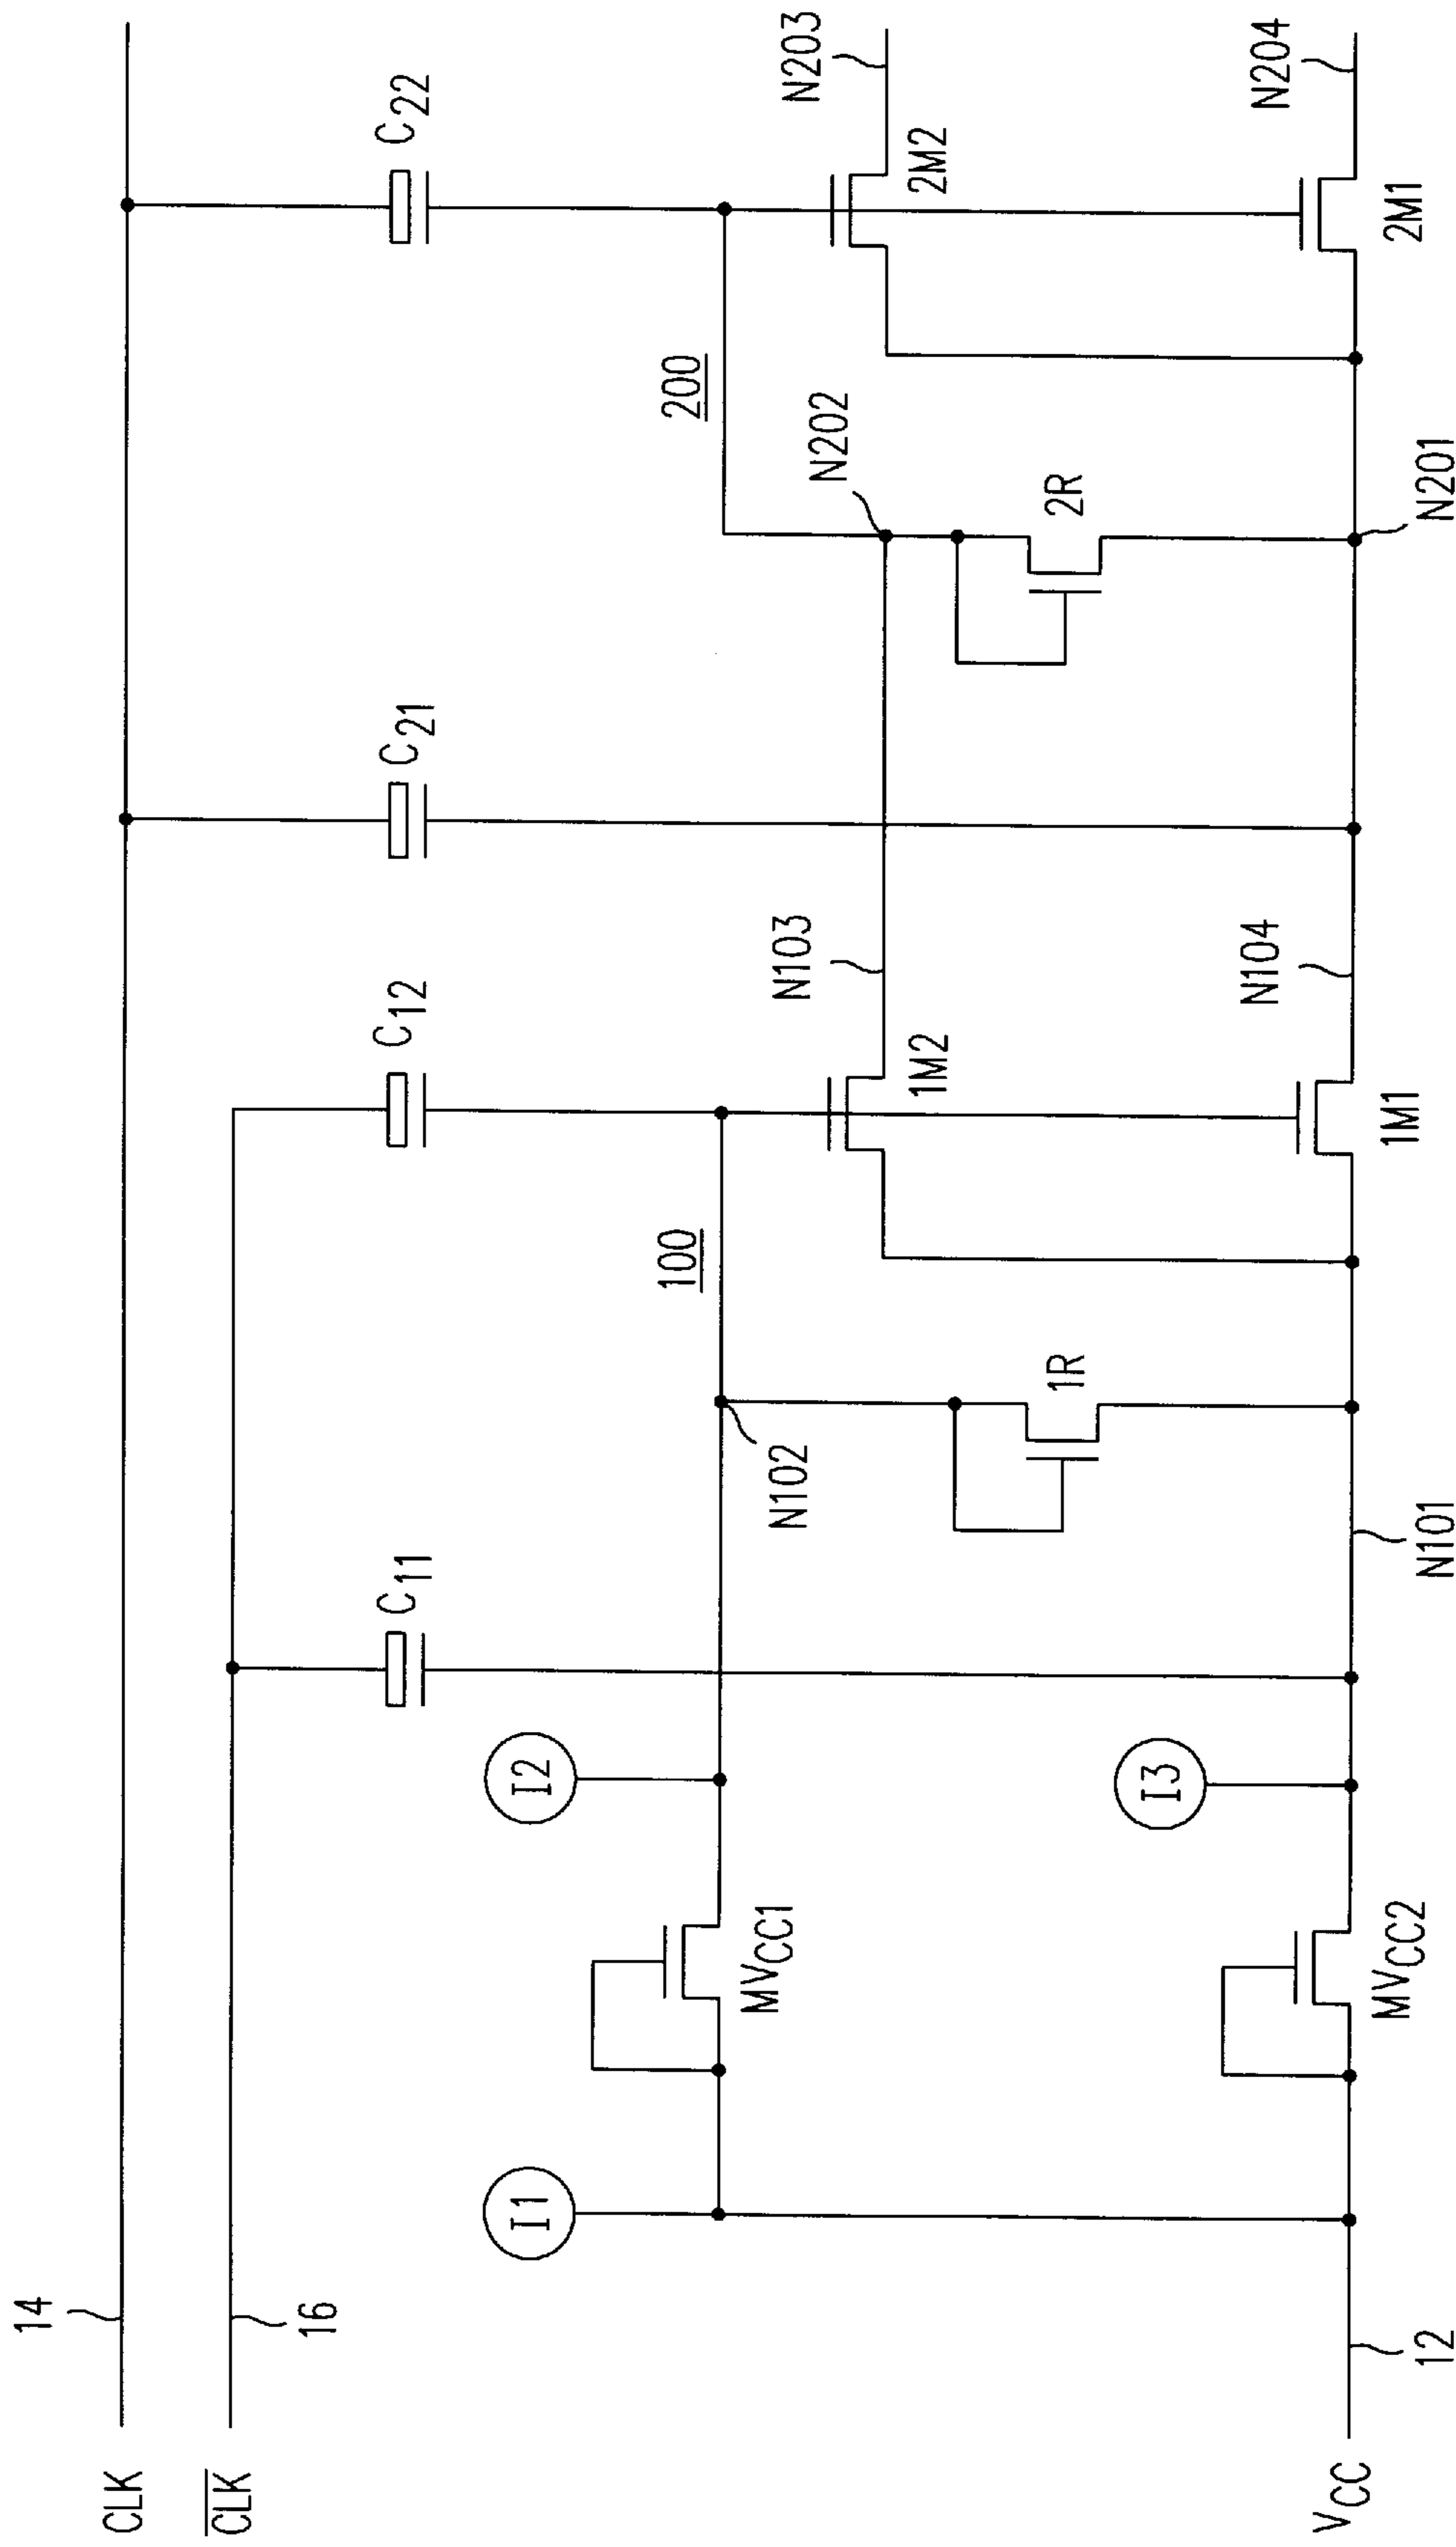 14
CLK
16
C̅L̅K̅
C11
C12
C21
C22
I1
I2
MVCC1
N102
100
200
N103
N202
1M2
2M2
N203
1R
2R
I3
N104
N204
MVCC2
N101
1M1
N201
2M1
VCC
12